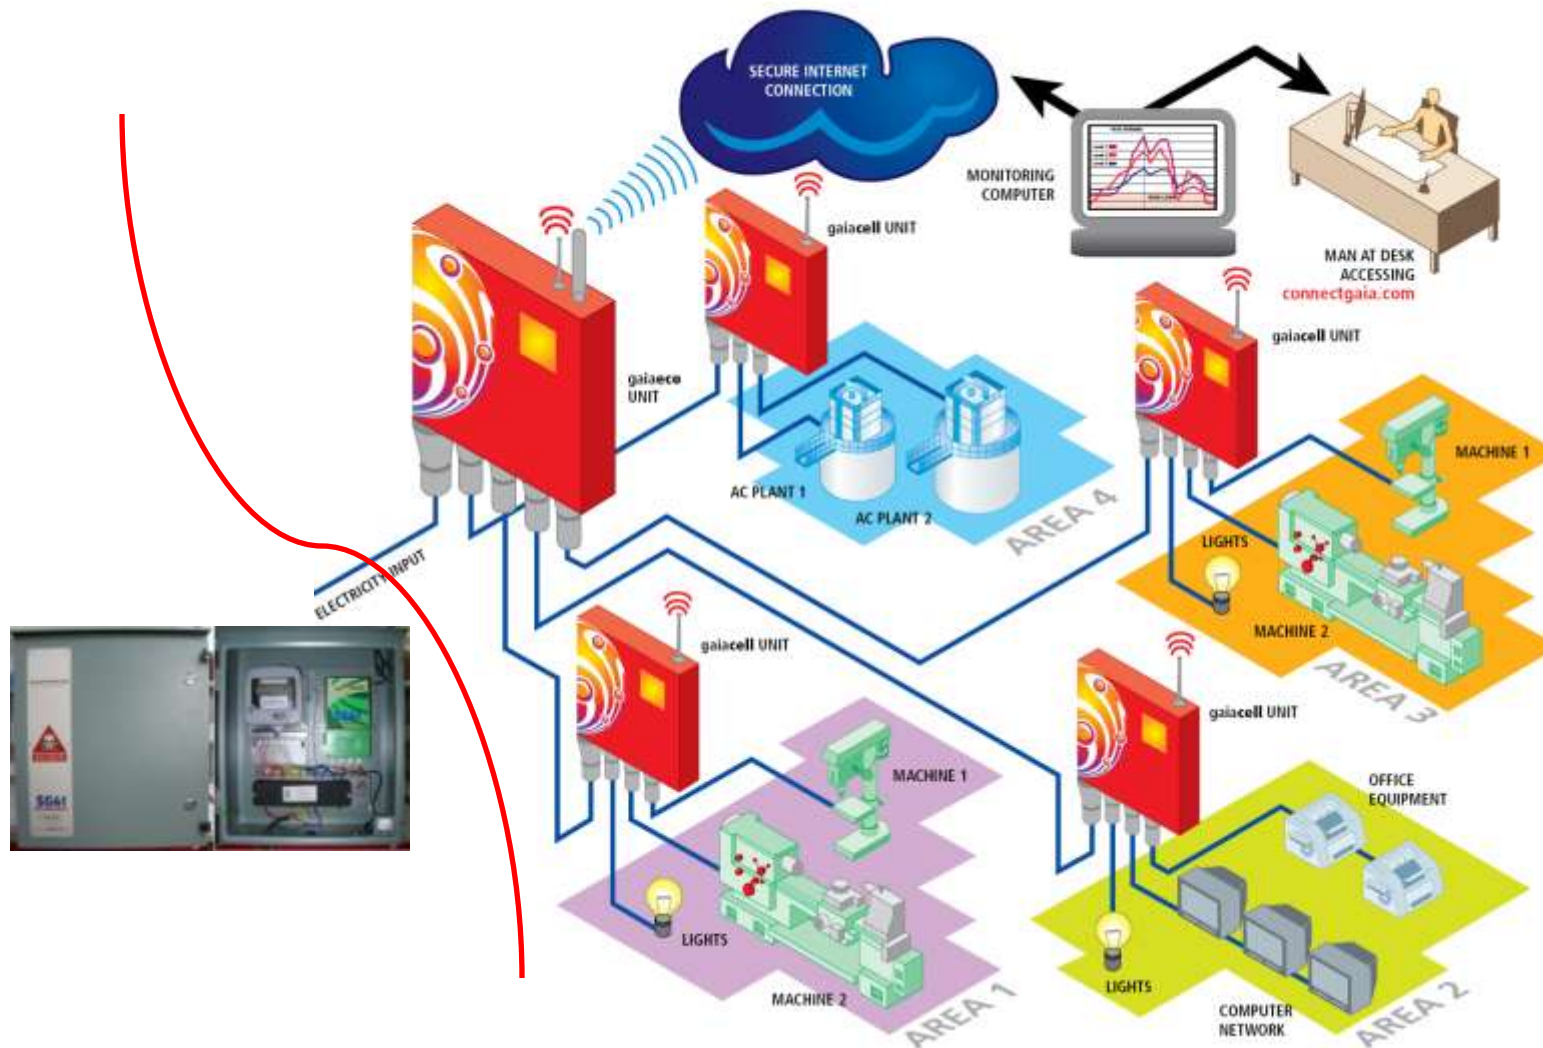 SECURE INTERNET
CONNECTION
MONITORING
COMPUTER
MAN AT DESK
ACCESSING
connectgaia.com
gaiacell UNIT
gaiacell UNIT
gaiaeco
UNIT
MACHINE 1
AC PLANT 1
AC PLANT 2
AREA 4
LIGHTS
ELECTRICITY INPUT
MACHINE 2
gaiacell UNIT
AREA 3
gaiacell UNIT
SG41
MACHINE 1
OFFICE
EQUIPMENT
LIGHTS
LIGHTS
MACHINE 2
COMPUTER
NETWORK
AREA 1
AREA 2